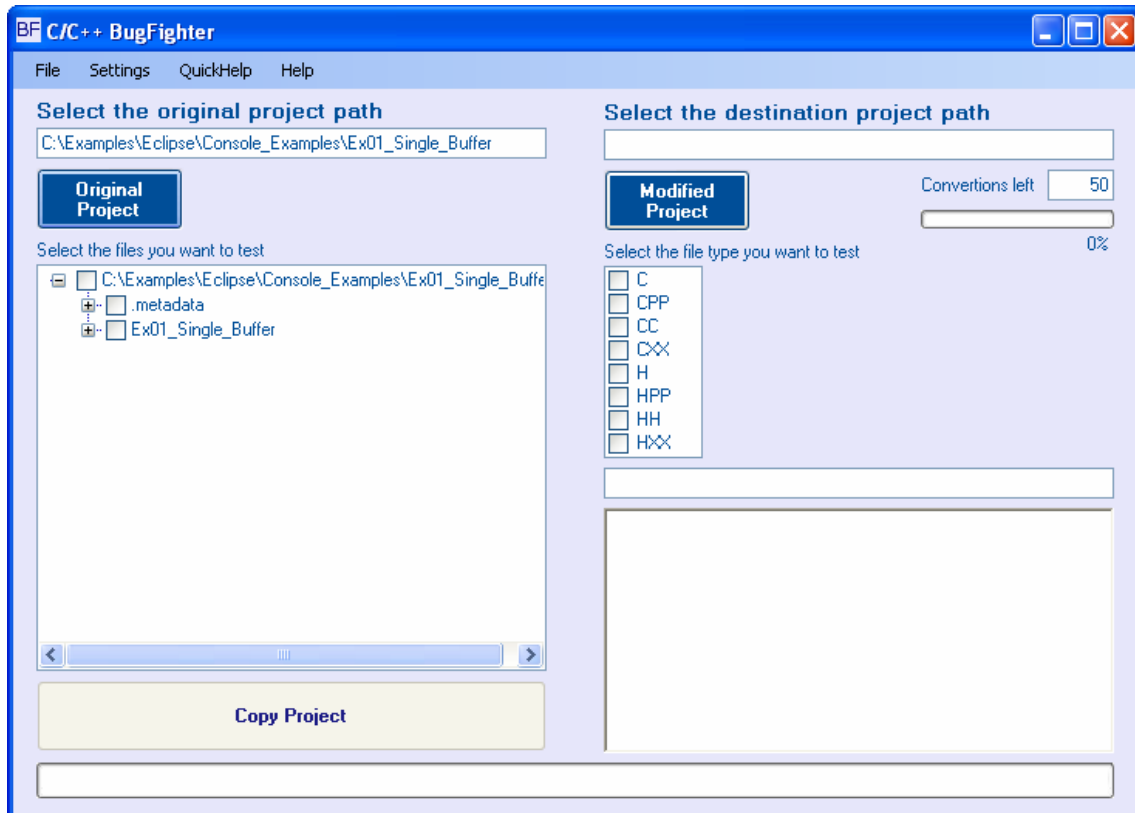 BF C/C++ BugFighter
File Settings QuickHelp Help
Select the original project path
C:\Examples\Eclipse\Console_Examples\Ex01_Single_Buffer
Original
Project
Select the files you want to test
C:\Examples\Eclipse\Console_Examples\Ex01_Single_Buffe
.metadata
Ex01_Single_Buffer
Copy Project
Select the destination project path
Modified
Project
Convertions left 50
0%
Select the file type you want to test
C
CPP
CC
CXX
H
HPP
HH
HXX